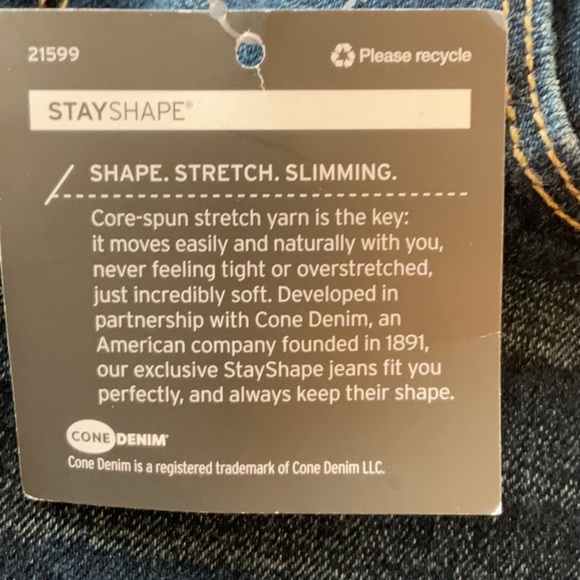 21599
Please recycle
STAYSHAPE®
SHAPE. STRETCH. SLIMMING.
Core-spun stretch yarn is the key:
it moves easily and naturally with you,
never feeling tight or overstretched,
just incredibly soft. Developed in
partnership with Cone Denim, an
American company founded in 1891,
our exclusive StayShape jeans fit you
perfectly, and always keep their shape.
CONE DENIM
Cone Denim is a registered trademark of Cone Denim LLC.